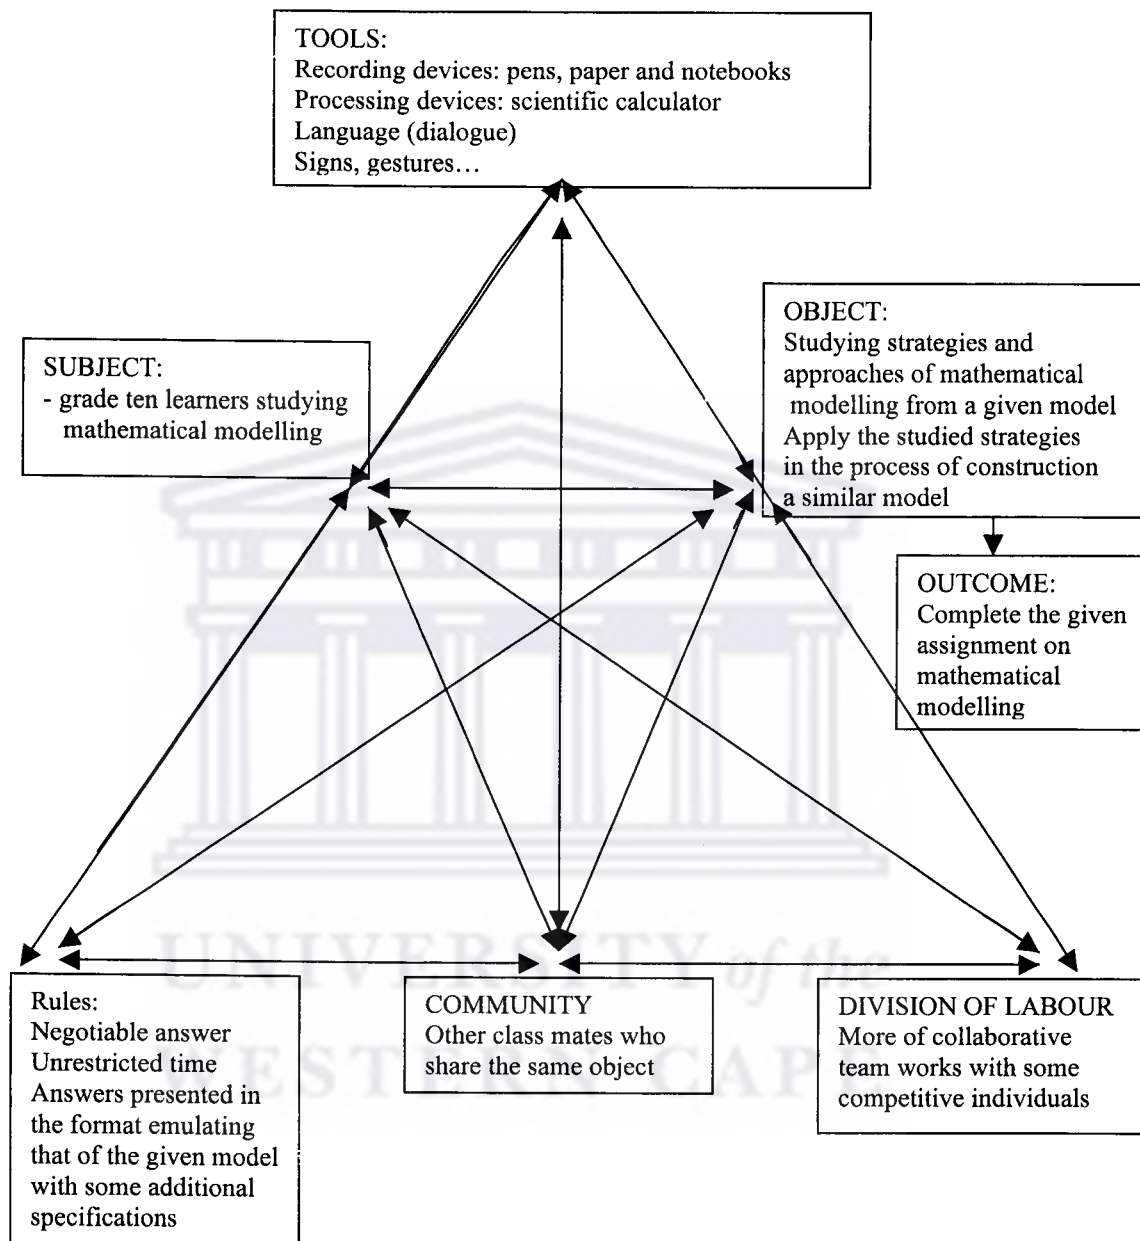 TOOLS:
Recording devices: pens, paper and notebooks
Processing devices: scientific calculator
Language (dialogue)
Signs, gestures…
SUBJECT:
- grade ten learners studying
mathematical modelling
OBJECT:
Studying strategies and
approaches of mathematical
modelling from a given model
Apply the studied strategies
in the process of construction
a similar model
OUTCOME:
Complete the given
assignment on
mathematical
modelling
Rules:
Negotiable answer
Unrestricted time
Answers presented in
the format emulating
that of the given model
with some additional
specifications
COMMUNITY
Other class mates who
share the same object
DIVISION OF LABOUR
More of collaborative
team works with some
competitive individuals
UNIVERSITY of the
WESTERN CAPE